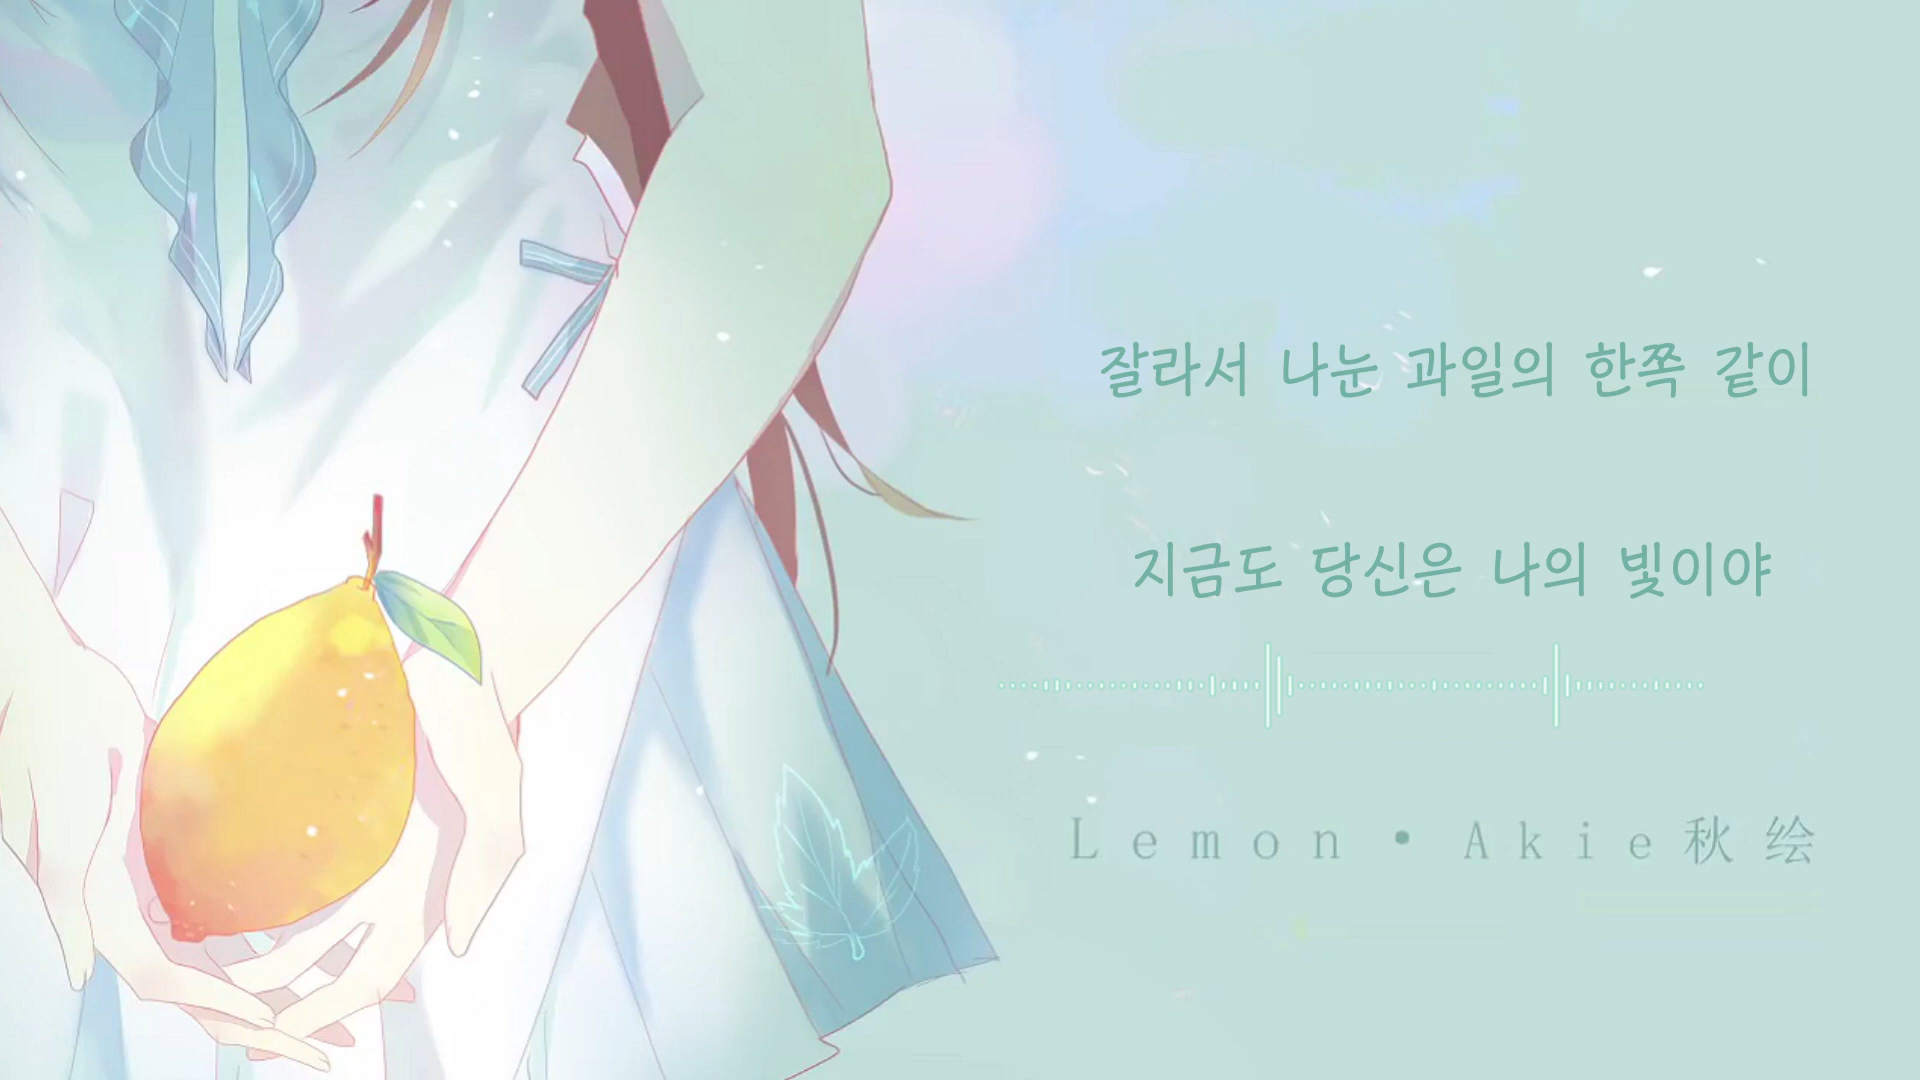 잘라서 나눈 과일의 한쪽 같이
지금도 당신은 나의 빛이야
Lemon • Akie秋绘